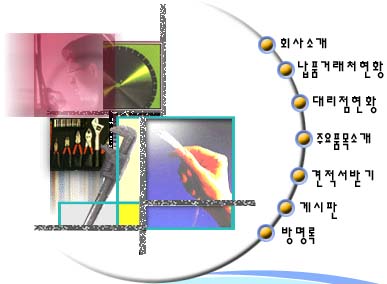 회사소개
납품거래처현황
대리점현황
주요품목소개
견적서받기
게시판
방명록